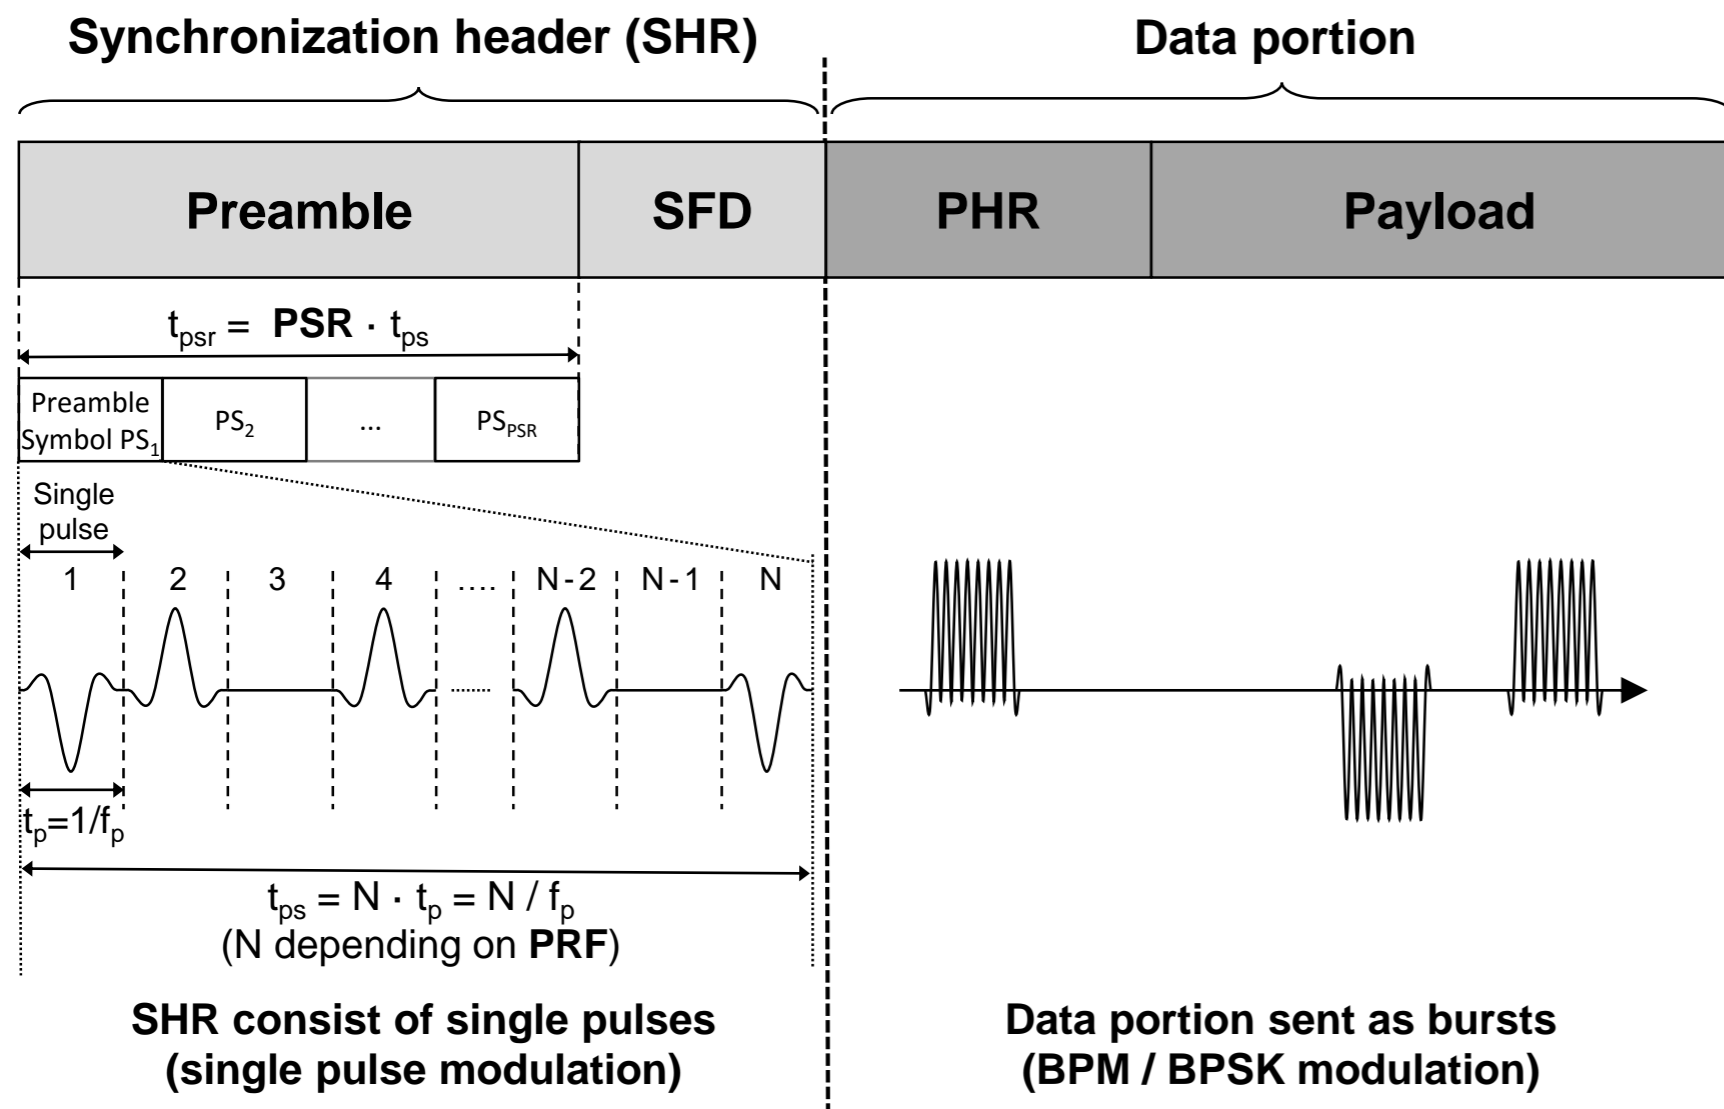 Synchronization header (SHR)
Data portion
Preamble
SFD
PHR
Payload
t_psr = PSR · t_ps
Preamble
Symbol PS_1
PS_2
...
PS_PSR
Single
pulse
1 2 3 4 .... N-2 N-1 N
t_p=1/f_p
t_ps = N · t_p = N / f_p
(N depending on PRF)
SHR consist of single pulses
(single pulse modulation)
Data portion sent as bursts
(BPM / BPSK modulation)